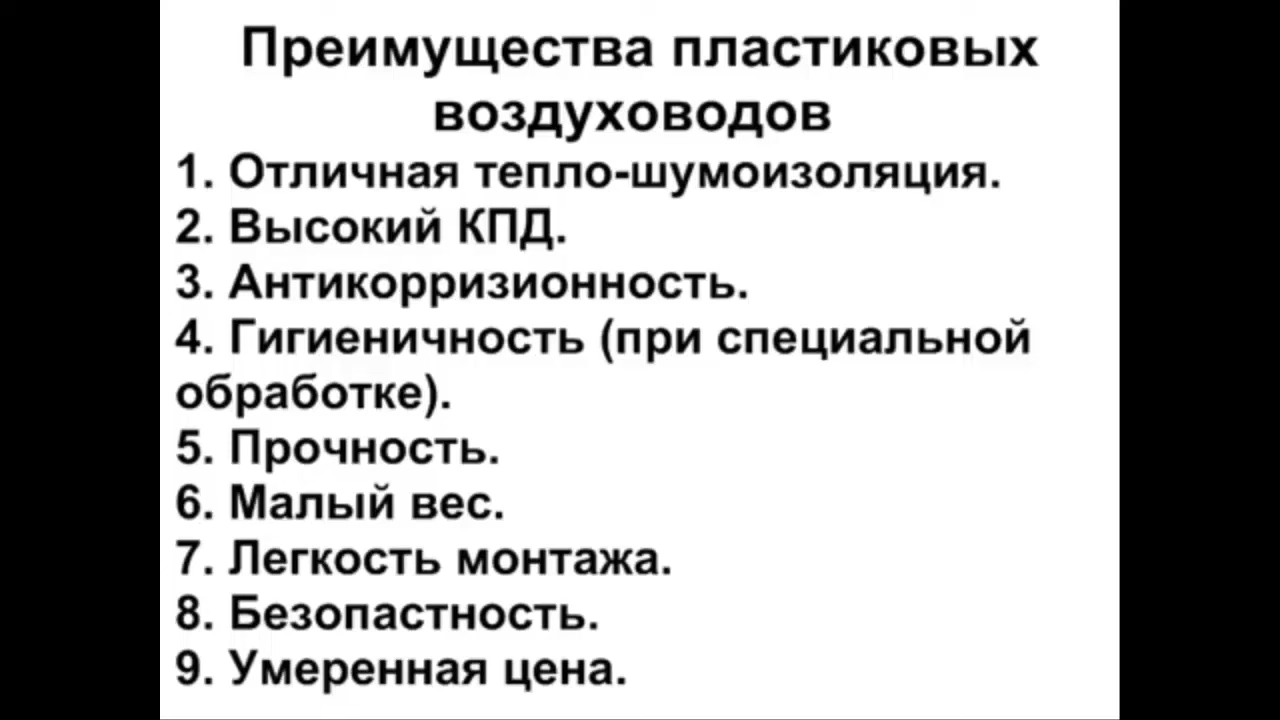 Преимущества пластиковых
воздуховодов
1. Отличная тепло-шумоизоляция.
2. Высокий КПД.
3. Антикорризионность.
4. Гигиеничность (при специальной
обработке).
5. Прочность.
6. Малый вес.
7. Легкость монтажа.
8. Безопастность.
9. Умеренная цена.